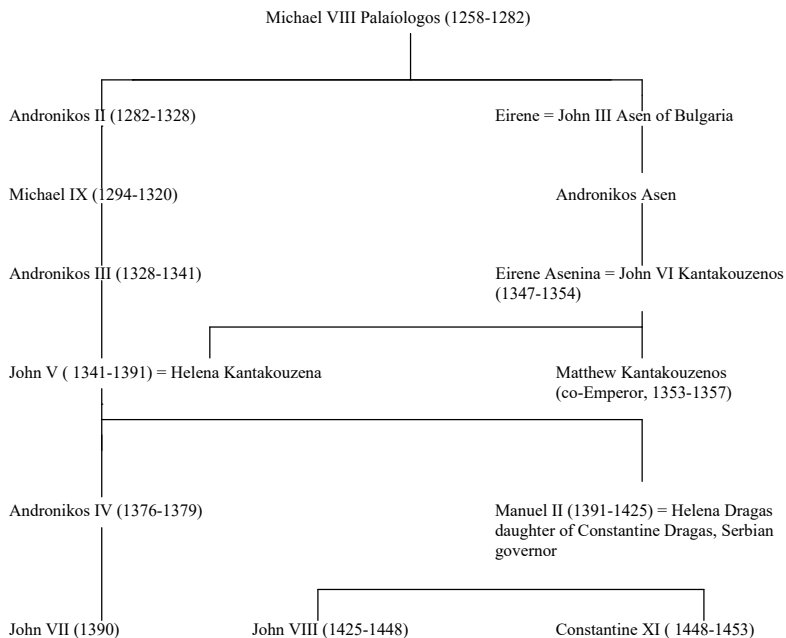 Michael VIII Palaíologos (1258-1282)
Andronikos II (1282-1328)
Eirene = John III Asen of Bulgaria
Michael IX (1294-1320)
Andronikos Asen
Andronikos III (1328-1341)
Eirene Asenina = John VI Kantakouzenos
(1347-1354)
John V ( 1341-1391) = Helena Kantakouzena
Matthew Kantakouzenos
(co-Emperor, 1353-1357)
Andronikos IV (1376-1379)
Manuel II (1391-1425) = Helena Dragas
daughter of Constantine Dragas, Serbian
governor
John VII (1390)
John VIII (1425-1448)
Constantine XI ( 1448-1453)